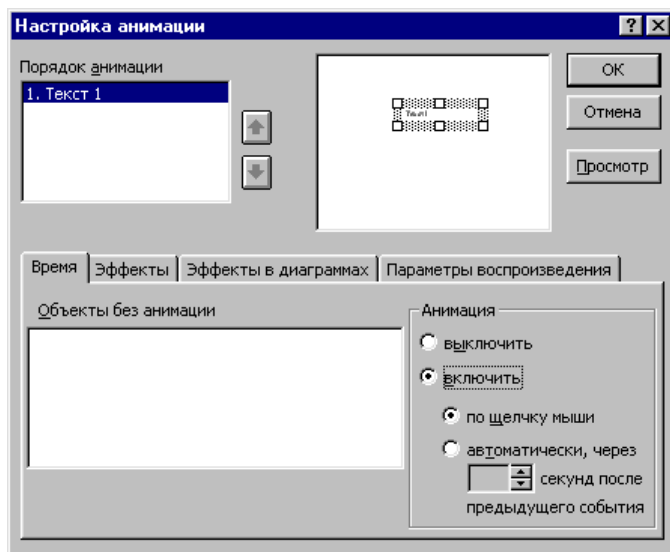 Настройка анимации
Порядок анимации
1. Текст 1
ОК
Отмена
Просмотр
Время
Эффекты
Эффекты в диаграммах
Параметры воспроизведения
Объекты без анимации
Анимация
выключить
включить
по щелчку мыши
автоматически, через
секунд после
предыдущего события